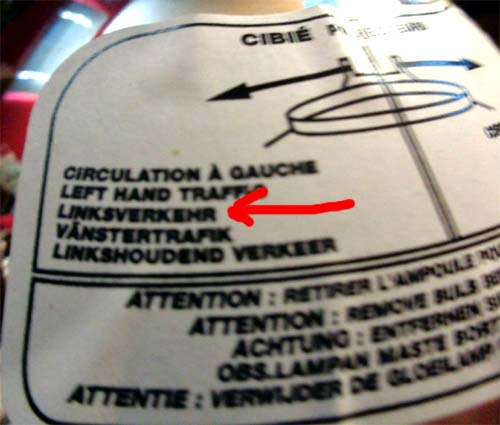 CIBIÉ
CIRCULATION À GAUCHE
LEFT HAND TRAFFIC
LINKSVERKEHR
VÄNSTERTRAFIK
LINKSHOUDEND VERKEER
ATTENTION : RETIRER L'AMPOULE
ATTENTION : REMOVE BULB
ACHTUNG : ENTFERNEN
OBS.LAMPAN MASTE BORT
ATTENTIE : VERWIJDER DE GLOEILAMP